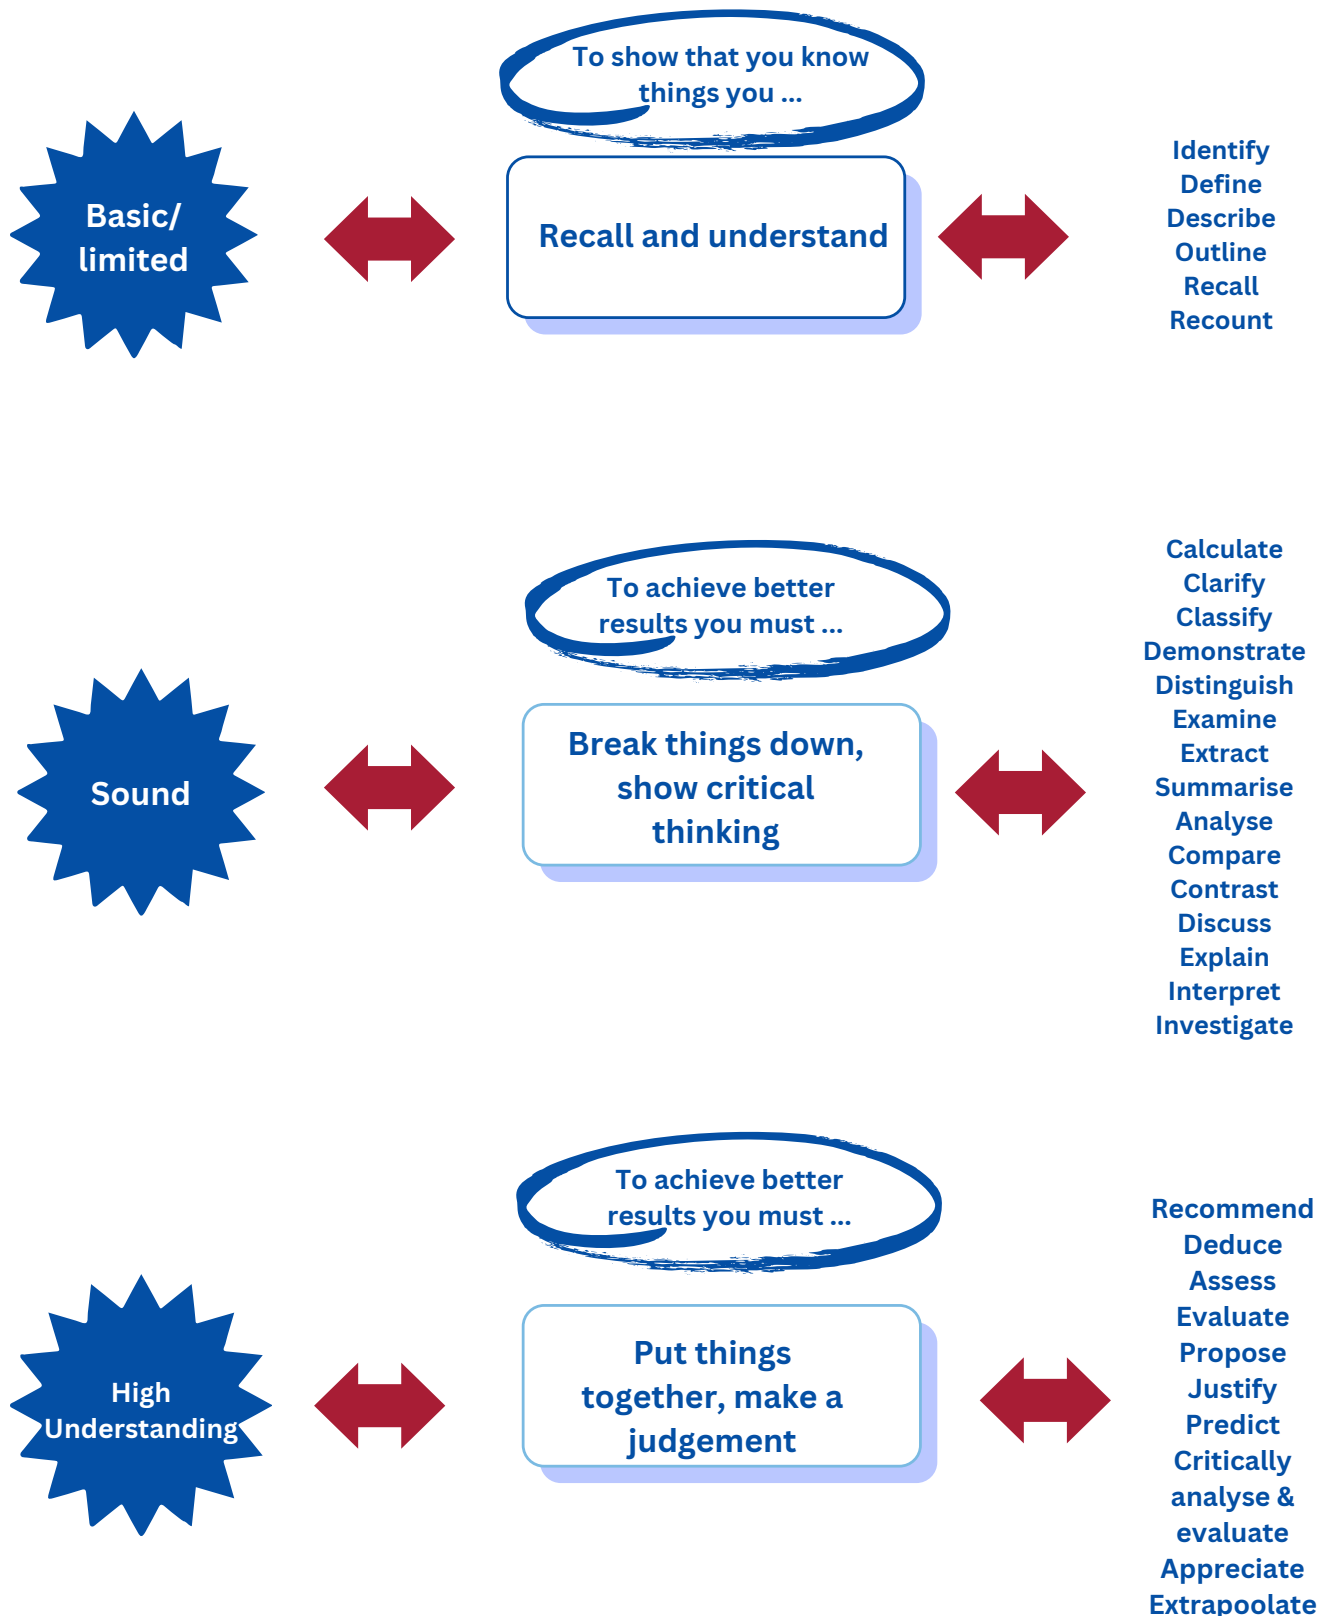 To show that you know
things you ...
Basic/
limited
Recall and understand
Identify
Define
Describe
Outline
Recall
Recount
To achieve better
results you must ...
Sound
Break things down,
show critical
thinking
Calculate
Clarify
Classify
Demonstrate
Distinguish
Examine
Extract
Summarise
Analyse
Compare
Contrast
Discuss
Explain
Interpret
Investigate
To achieve better
results you must ...
High
Understanding
Put things
together, make a
judgement
Recommend
Deduce
Assess
Evaluate
Propose
Justify
Predict
Critically
analyse &
evaluate
Appreciate
Extrapoolate